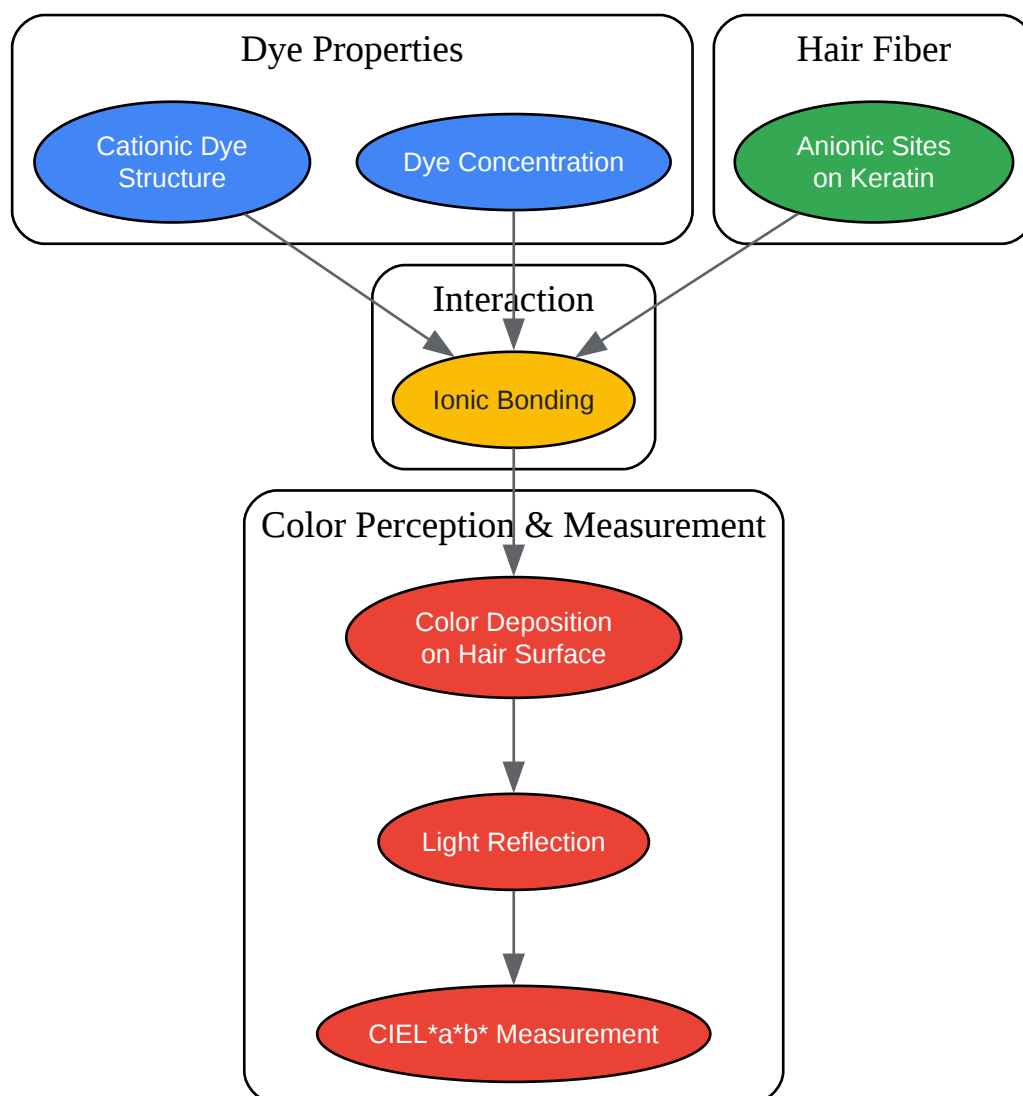 Dye Properties
Hair Fiber
Cationic Dye
Structure
Dye Concentration
Anionic Sites
on Keratin
Interaction
Ionic Bonding
Color Perception & Measurement
Color Deposition
on Hair Surface
Light Reflection
CIEL*a*b* Measurement